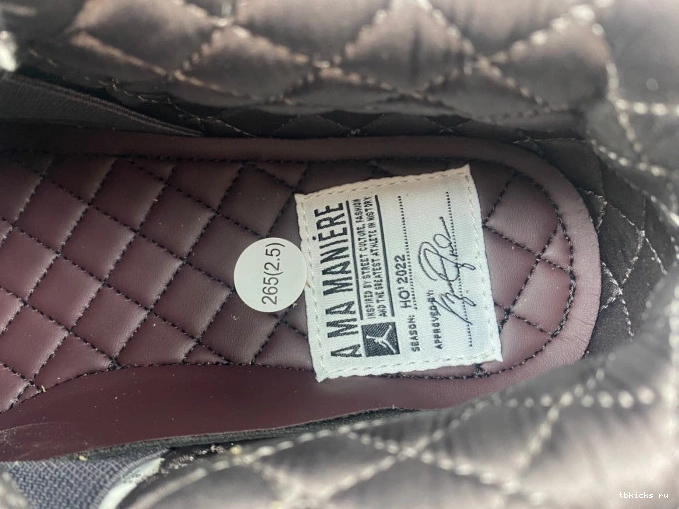 265(2.5)
A MA MANIÉRE
INSPIRED BY STREET CULTURE, FASHION
AND THE GREATEST ATHLETE IN HISTORY
SEASON: HO' 2022
APPROVED BY:
tbkicks ru